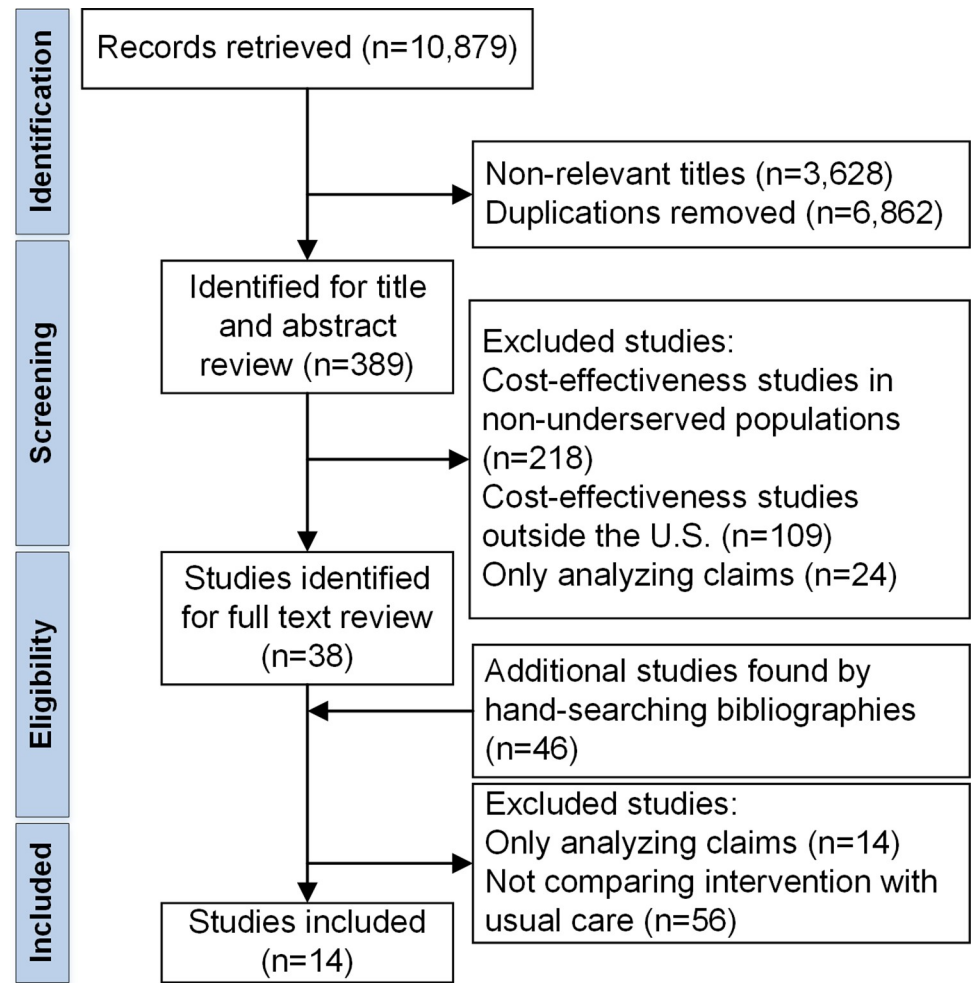 Identification
Records retrieved (n=10,879)
Non-relevant titles (n=3,628)
Duplications removed (n=6,862)
Screening
Identified for title
and abstract
review (n=389)
Excluded studies:
Cost-effectiveness studies in
non-underserved populations
(n=218)
Cost-effectiveness studies
outside the U.S. (n=109)
Only analyzing claims (n=24)
Eligibility
Studies identified
for full text review
(n=38)
Additional studies found by
hand-searching bibliographies
(n=46)
Excluded studies:
Only analyzing claims (n=14)
Not comparing intervention with
usual care (n=56)
Included
Studies included
(n=14)